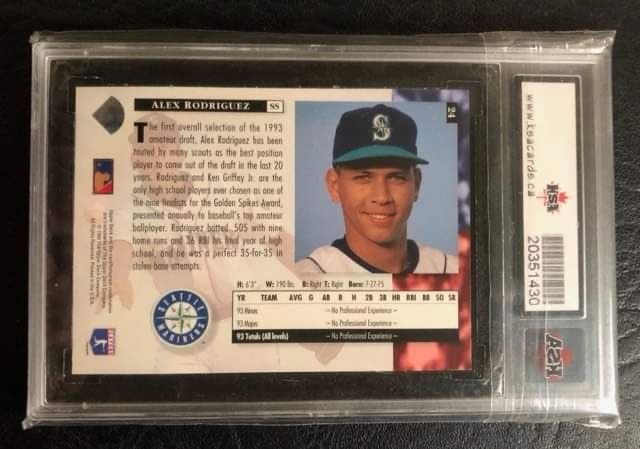 ALEX RODRIGUEZ SS
24
The first overall selection of the 1993
amateur draft, Alex Rodriguez has been
touted by many scouts as the best position
player to come out of the draft in the last
20 years. Rodriguez and Ken Griffey Jr. are the
only high school players ever chosen as one of
the nine finalists for the Golden Spikes Award,
presented annually to baseball's top amateur
ballplayer. Rodriguez batted .505 with nine
home runs and 36 RBI his final year of high
school, and he was a perfect 35-for-35 in
stolen base attempts.
S
H: 6'3" W: 190 lbs. B: Right T: Right Born: 7-27-75
YR TEAM AVG G AB R H 2B 3B HR RBI BB SO SB
93 Minors – No Professional Experience –
93 Majors – No Professional Experience –
93 Totals (All levels) – No Professional Experience –
SEATTLE
MARINERS
www.ksacards.ca
KSA
20351430
KSA